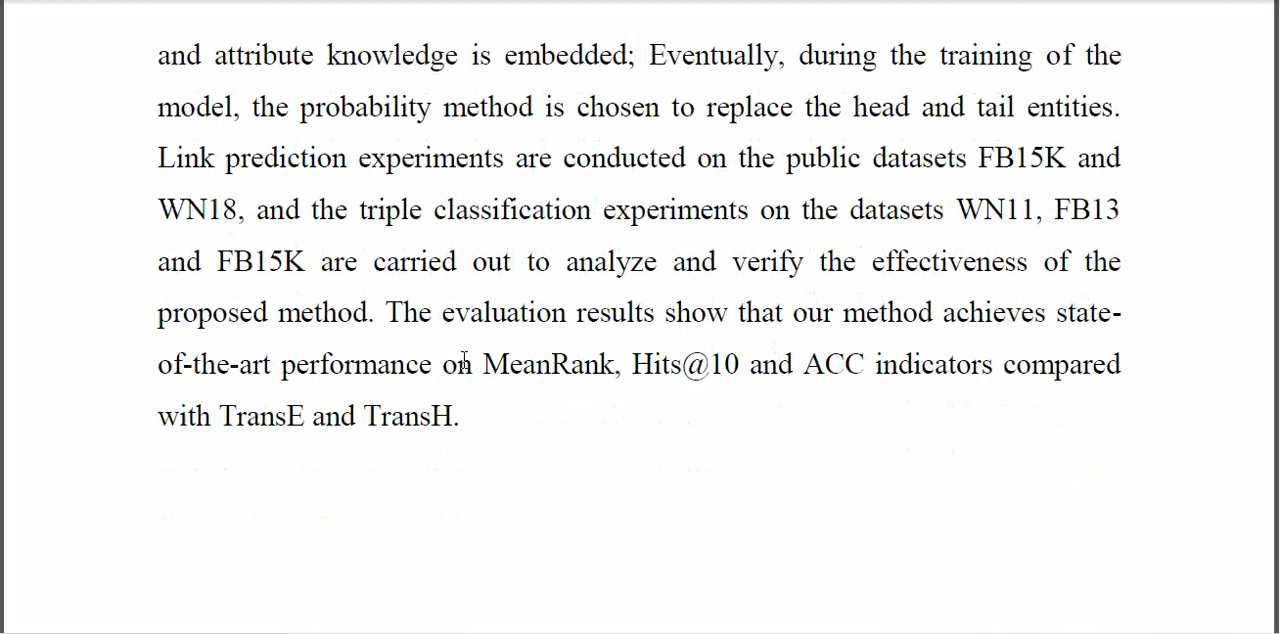 and attribute knowledge is embedded; Eventually, during the training of the
model, the probability method is chosen to replace the head and tail entities.
Link prediction experiments are conducted on the public datasets FB15K and
WN18, and the triple classification experiments on the datasets WN11, FB13
and FB15K are carried out to analyze and verify the effectiveness of the
proposed method. The evaluation results show that our method achieves state-
of-the-art performance on MeanRank, Hits@10 and ACC indicators compared
with TransE and TransH.